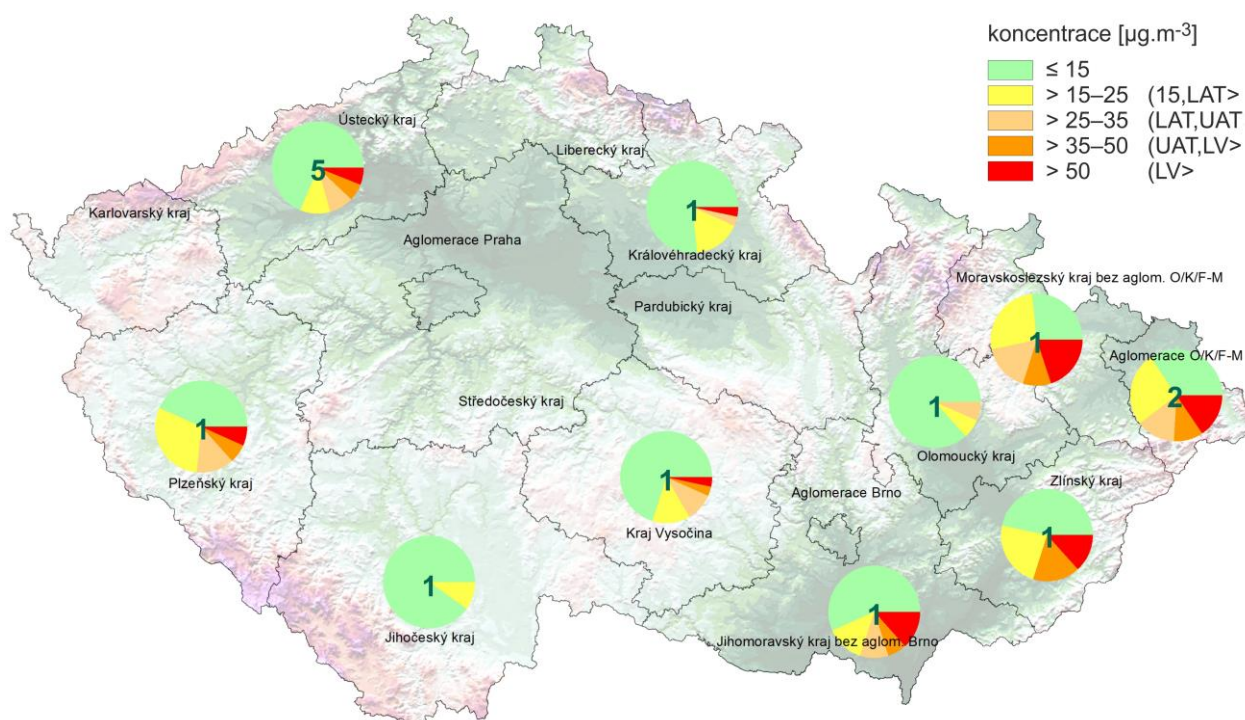 koncentrace [µg.m-3]
≤ 15
> 15–25 (15,LAT>
> 25–35 (LAT,UAT
> 35–50 (UAT,LV>
> 50 (LV>
Ústecký kraj
5
Liberecký kraj
Karlovarský kraj
1
Aglomerace Praha
Královéhradecký kraj
Moravskoslezský kraj bez aglom. O/K/F-M
Pardubický kraj
1
Aglomerace O/K/F-M
2
Středočeský kraj
1
1
Plzeňský kraj
Olomoucký kraj
1
Aglomerace Brno
Zlínský kraj
Kraj Vysočina
1
1
Jihočeský kraj
1
Jihomoravský kraj bez aglom. Brno